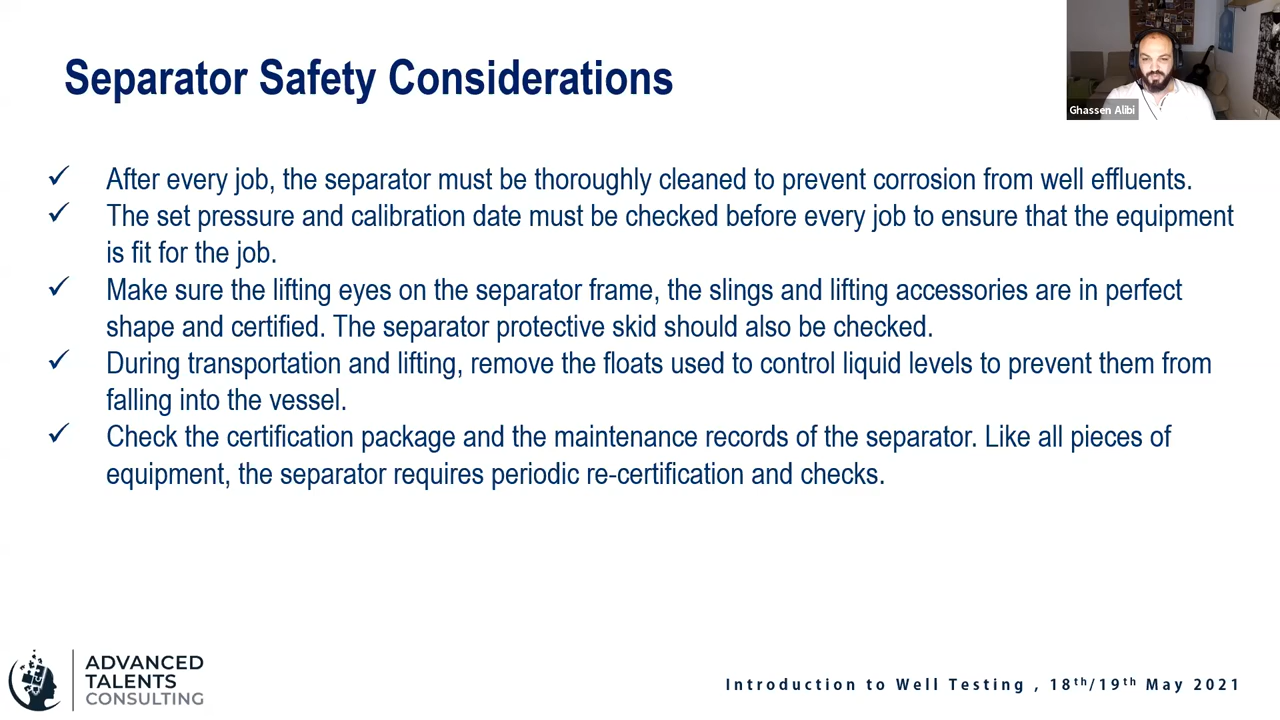 Separator Safety Considerations
Ghassen Alibi
✓ After every job, the separator must be thoroughly cleaned to prevent corrosion from well effluents.
✓ The set pressure and calibration date must be checked before every job to ensure that the equipment
is fit for the job.
✓ Make sure the lifting eyes on the separator frame, the slings and lifting accessories are in perfect
shape and certified. The separator protective skid should also be checked.
✓ During transportation and lifting, remove the floats used to control liquid levels to prevent them from
falling into the vessel.
✓ Check the certification package and the maintenance records of the separator. Like all pieces of
equipment, the separator requires periodic re-certification and checks.
ADVANCED
TALENTS
CONSULTING
Introduction to Well Testing , 18th/19th May 2021